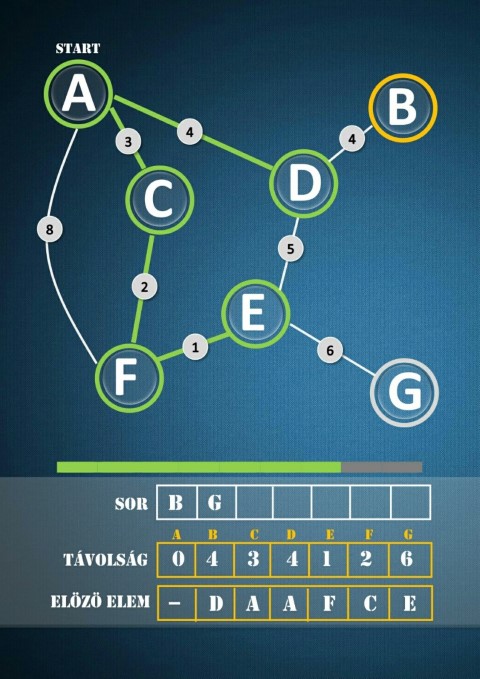 START
A
B
3
4
4
C
D
8
5
2
E
1
6
F
G
SOR B G
A B C D E F G
TÁVOLSÁG 0 4 3 4 1 2 6
ELÖZÖ ELEM – D A A F C E